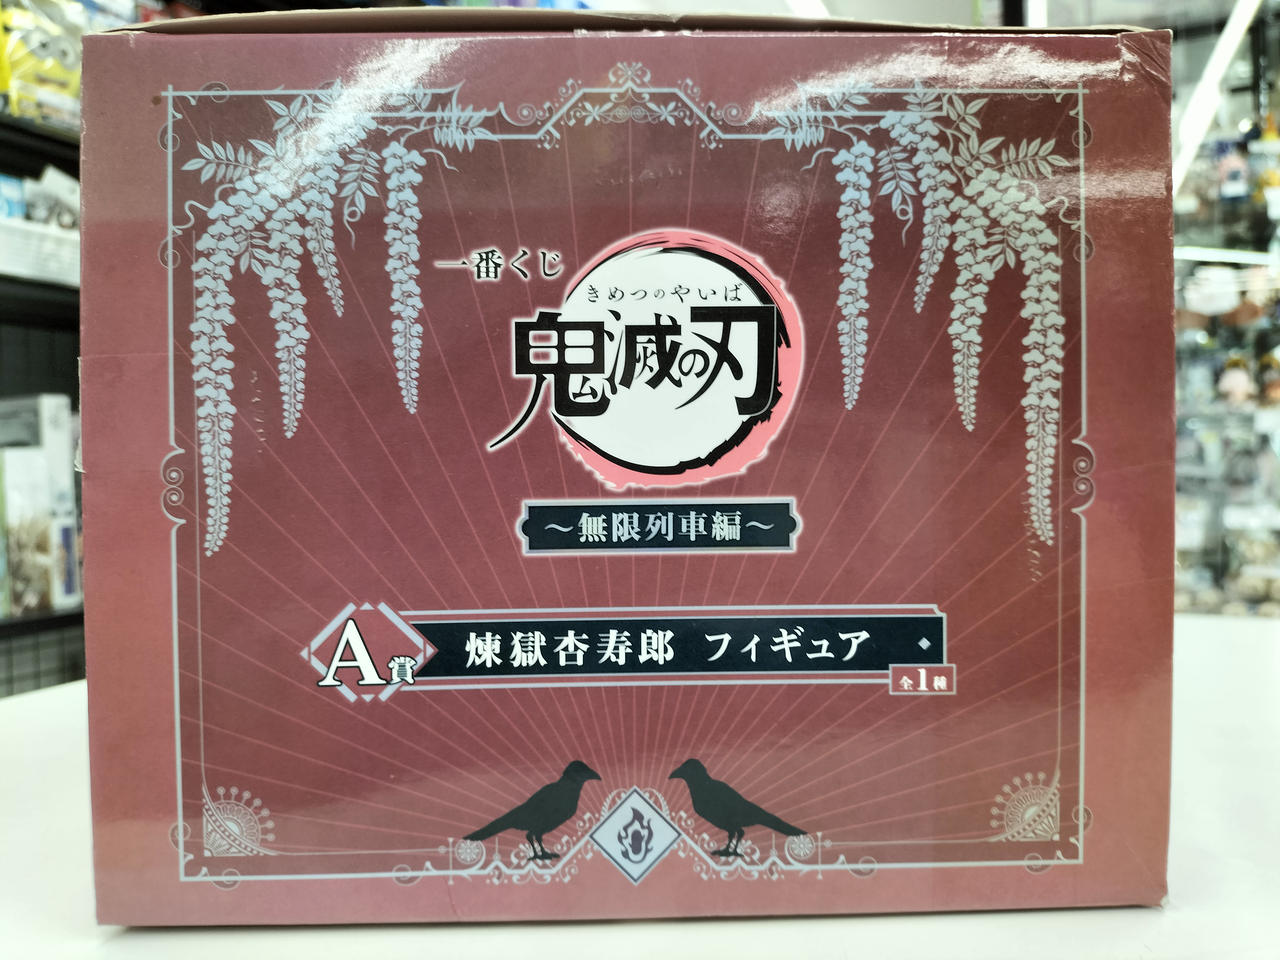 一番くじ
きめつのやいば
鬼滅の刃
～無限列車編～
A賞
煉獄杏寿郎 フィギュア
全1種